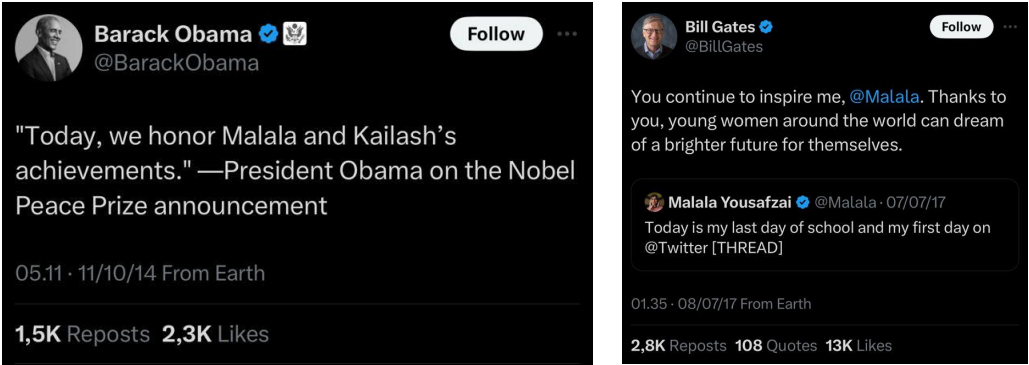 Barack Obama
Follow
@BarackObama
"Today, we honor Malala and Kailash’s
achievements." —President Obama on the Nobel
Peace Prize announcement
05.11 · 11/10/14 From Earth
1,5K Reposts 2,3K Likes
Bill Gates
Follow
@BillGates
You continue to inspire me, @Malala. Thanks to
you, young women around the world can dream
of a brighter future for themselves.
Malala Yousafzai @Malala · 07/07/17
Today is my last day of school and my first day on
@Twitter [THREAD]
01.35 · 08/07/17 From Earth
2,8K Reposts 108 Quotes 13K Likes